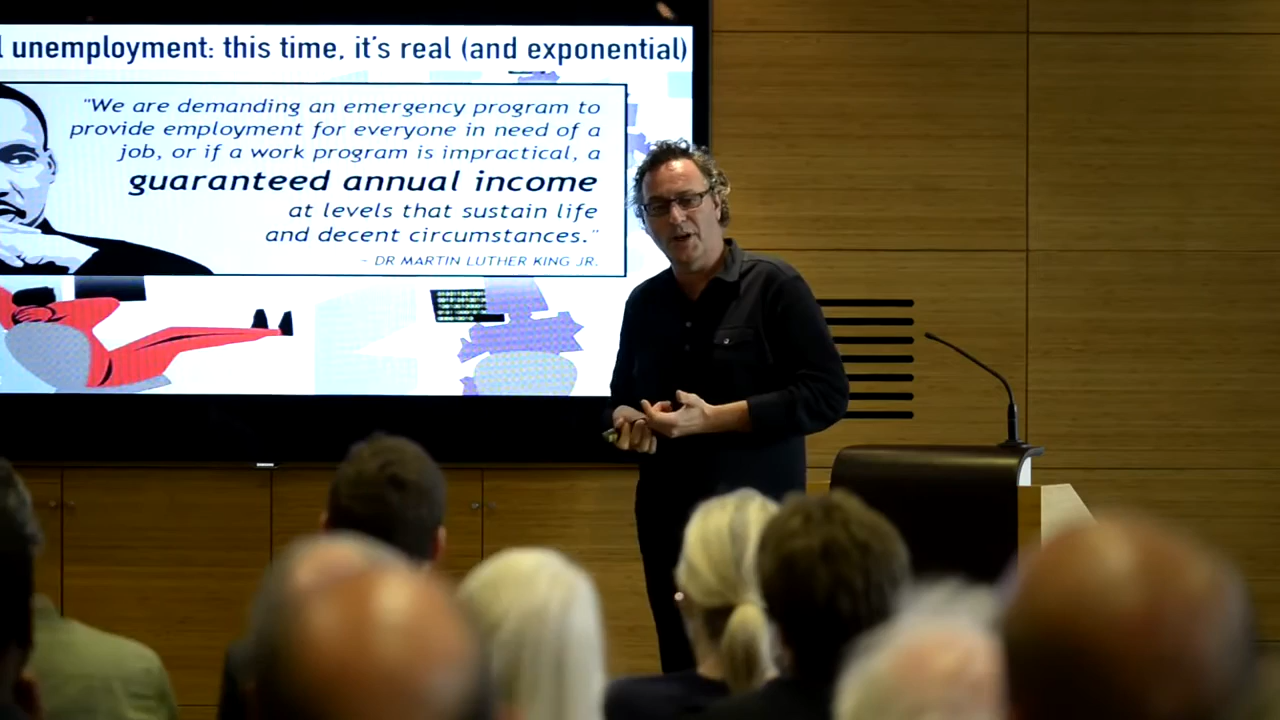 unemployment: this time, it's real (and exponential)
"We are demanding an emergency program to
provide employment for everyone in need of a
job, or if a work program is impractical, a
guaranteed annual income
at levels that sustain life
and decent circumstances."
- DR MARTIN LUTHER KING JR.